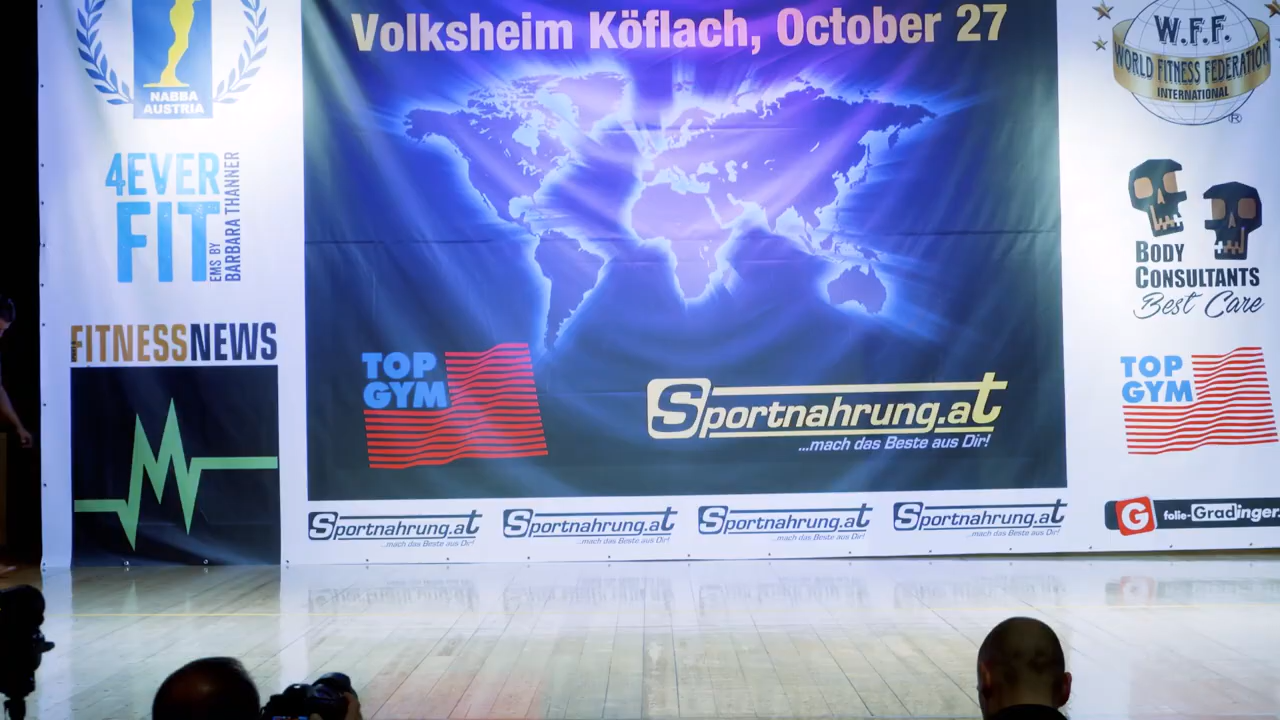 Volksheim Köflach, October 27
NABBA
AUSTRIA
4EVER
FIT
EMS BY
BARBARA THANNER
FITNESSNEWS
TOP
GYM
Sportnahrung.at
...mach das Beste aus Dir!
Sportnahrung.at
...mach das Beste aus Dir!
Sportnahrung.at
...mach das Beste aus Dir!
Sportnahrung.at
...mach das Beste aus Dir!
Sportnahrung.at
...mach das Beste aus Dir!
W.F.F.
WORLD FITNESS FEDERATION
INTERNATIONAL
®
BODY
CONSULTANTS
Best Care
TOP
GYM
G folie-Gradinger.